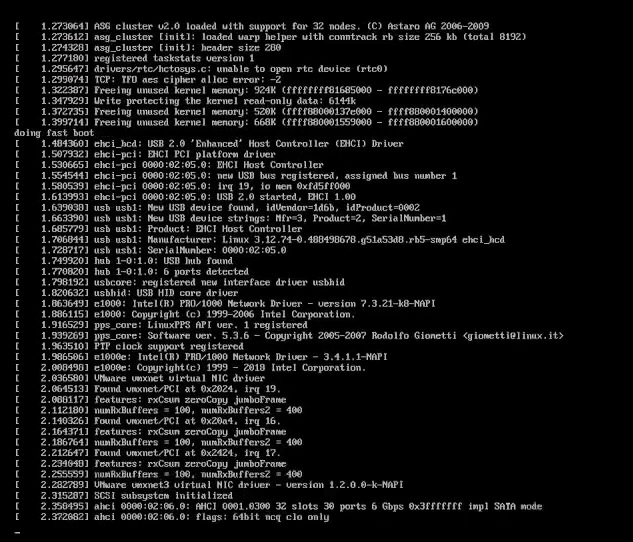 [    1.273064] ASG cluster v2.0 loaded with support for 32 nodes. (C) Astaro AG 2006-2009
[    1.273612] asg_cluster [init]: loaded warp helper with conntrack rb size 256 kb (total 8192)
[    1.274328] asg_cluster [init]: header size 280
[    1.277180] registered taskstats version 1
[    1.295647] drivers/rtc/hctosys.c: unable to open rtc device (rtc0)
[    1.299074] TCP: TFO aes cipher alloc error: -2
[    1.322387] Freeing unused kernel memory: 924K (ffffffff81685000 - ffffffff8176c000)
[    1.347929] Write protecting the kernel read-only data: 6144k
[    1.372735] Freeing unused kernel memory: 520K (ffff88000137e000 - ffff880001400000)
[    1.399714] Freeing unused kernel memory: 668K (ffff880001559000 - ffff880001600000)
doing fast boot
[    1.484360] ehci_hcd: USB 2.0 'Enhanced' Host Controller (EHCI) Driver
[    1.507932] ehci-pci: EHCI PCI platform driver
[    1.530665] ehci-pci 0000:02:05.0: EHCI Host Controller
[    1.554544] ehci-pci 0000:02:05.0: new USB bus registered, assigned bus number 1
[    1.580539] ehci-pci 0000:02:05.0: irq 19, io mem 0xfd5ff000
[    1.613993] ehci-pci 0000:02:05.0: USB 2.0 started, EHCI 1.00
[    1.639038] usb usb1: New USB device found, idVendor=1d6b, idProduct=0002
[    1.663390] usb usb1: New USB device strings: Mfr=3, Product=2, SerialNumber=1
[    1.685779] usb usb1: Product: EHCI Host Controller
[    1.706844] usb usb1: Manufacturer: Linux 3.12.74-0.488498678.g51a53d8.rb5-smp64 ehci_hcd
[    1.728717] usb usb1: SerialNumber: 0000:02:05.0
[    1.749920] hub 1-0:1.0: USB hub found
[    1.770820] hub 1-0:1.0: 6 ports detected
[    1.798192] usbcore: registered new interface driver usbhid
[    1.820632] usbhid: USB HID core driver
[    1.863649] e1000: Intel(R) PRO/1000 Network Driver - version 7.3.21-k8-NAPI
[    1.886115] e1000: Copyright (c) 1999-2006 Intel Corporation.
[    1.916529] pps_core: LinuxPPS API ver. 1 registered
[    1.939269] pps_core: Software ver. 5.3.6 - Copyright 2005-2007 Rodolfo Giometti <giometti@linux.it>
[    1.963510] PTP clock support registered
[    1.986506] e1000e: Intel(R) PRO/1000 Network Driver - 3.4.1.1-NAPI
[    2.008498] e1000e: Copyright(c) 1999 - 2018 Intel Corporation.
[    2.036580] VMware vmxnet virtual NIC driver
[    2.064513] Found vmxnet/PCI at 0x2024, irq 19.
[    2.088117] features: rxCsum zeroCopy jumboFrame
[    2.112180] numRxBuffers = 100, numRxBuffers2 = 400
[    2.140326] Found vmxnet/PCI at 0x20a4, irq 16.
[    2.164371] features: rxCsum zeroCopy jumboFrame
[    2.186764] numRxBuffers = 100, numRxBuffers2 = 400
[    2.212647] Found vmxnet/PCI at 0x2424, irq 17.
[    2.234048] features: rxCsum zeroCopy jumboFrame
[    2.255559] numRxBuffers = 100, numRxBuffers2 = 400
[    2.282789] VMware vmxnet3 virtual NIC driver - version 1.2.0.0-k-NAPI
[    2.315287] SCSI subsystem initialized
[    2.350495] ahci 0000:02:06.0: AHCI 0001.0300 32 slots 30 ports 6 Gbps 0x3fffffff impl SATA mode
[    2.372082] ahci 0000:02:06.0: flags: 64bit ncq clo only